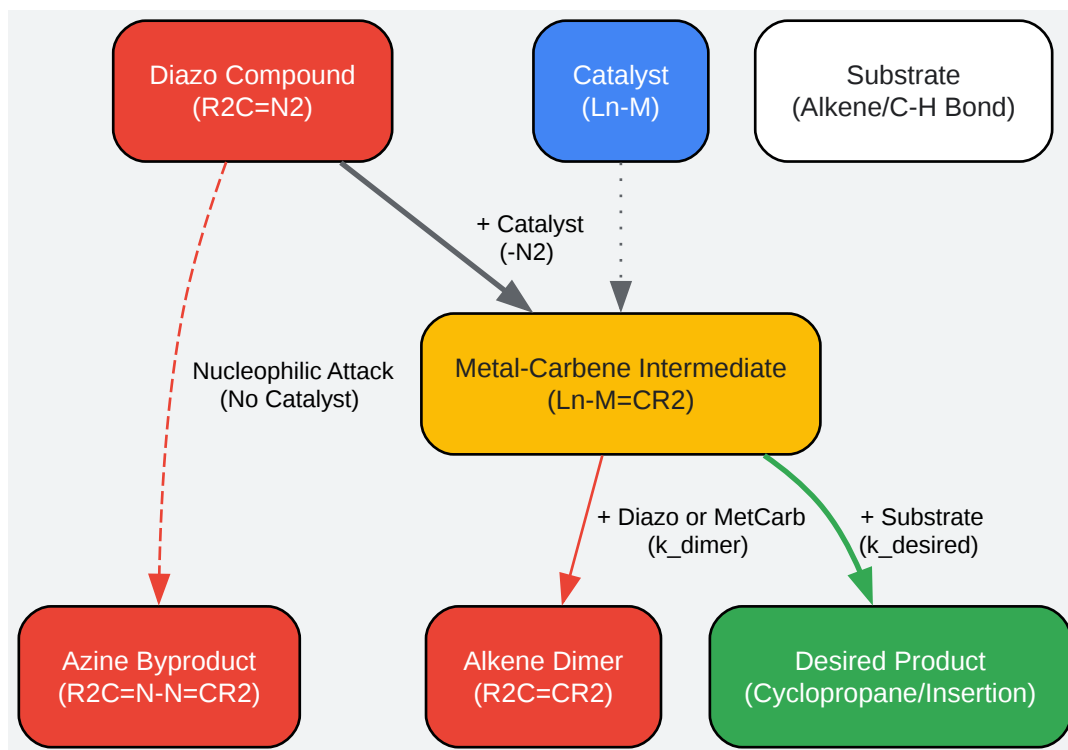 Diazo Compound
(R2C=N2)
Catalyst
(Ln-M)
Substrate
(Alkene/C-H Bond)
+ Catalyst
(-N2)
Nucleophilic Attack
(No Catalyst)
Metal-Carbene Intermediate
(Ln-M=CR2)
+ Diazo or MetCarb
(k_dimer)
+ Substrate
(k_desired)
Azine Byproduct
(R2C=N-N=CR2)
Alkene Dimer
(R2C=CR2)
Desired Product
(Cyclopropane/Insertion)